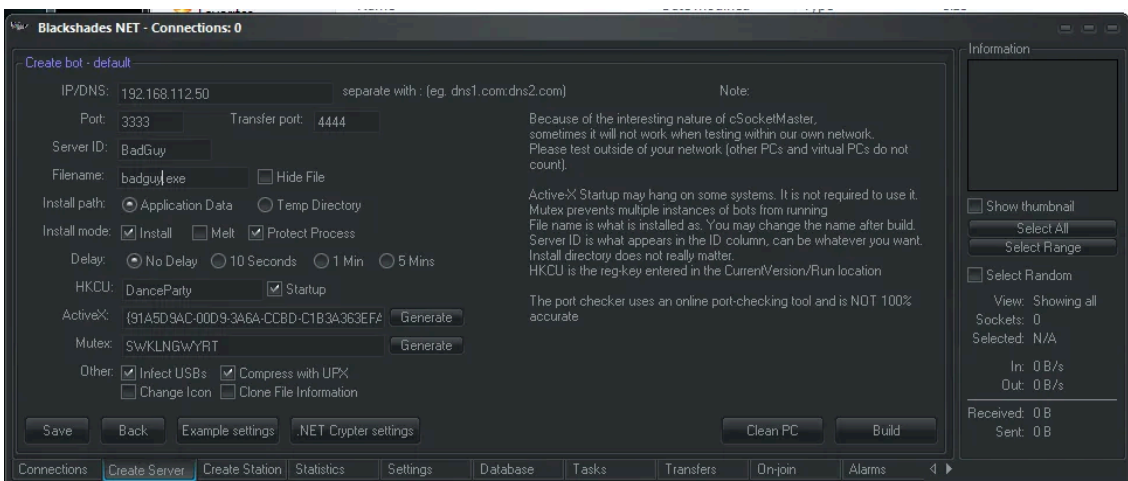 Blackshades NET - Connections: 0
Create bot - default
IP/DNS: 192.168.112.50 separate with : (eg. dns1.com:dns2.com)
Port: 3333 Transfer port: 4444
Server ID: BadGuy
Filename: badguy.exe Hide File
Install path: Application Data Temp Directory
Install mode: Install Melt Protect Process
Delay: No Delay 10 Seconds 1 Min 5 Mins
HKCU: DanceParty Startup
ActiveX: {91A5D9AC-00D9-3A6A-CCBD-C1B3A363EFA Generate
Mutex: SWKLNGWYRT Generate
Other: Infect USBs Compress with UPX
Change Icon Clone File Information
Save Back Example settings .NET Crypter settings
Note:
Because of the interesting nature of cSocketMaster,
sometimes it will not work when testing within our own network.
Please test outside of your network (other PCs and virtual PCs do not
count).
Active-X Startup may hang on some systems. It is not required to use it.
Mutex prevents multiple instances of bots from running
File name is what is installed as. You may change the name after build.
Server ID is what appears in the ID column, can be whatever you want.
Install directory does not really matter.
HKCU is the reg-key entered in the CurrentVersion/Run location
The port checker uses an online port-checking tool and is NOT 100%
accurate
Clean PC Build
Information
Show thumbnail
Select All
Select Range
Select Random
View: Showing all
Sockets: 0
Selected: N/A
In: 0 B/s
Out: 0 B/s
Received: 0 B
Sent: 0 B
Connections Create Server Create Station Statistics Settings Database Tasks Transfers On-join Alarms